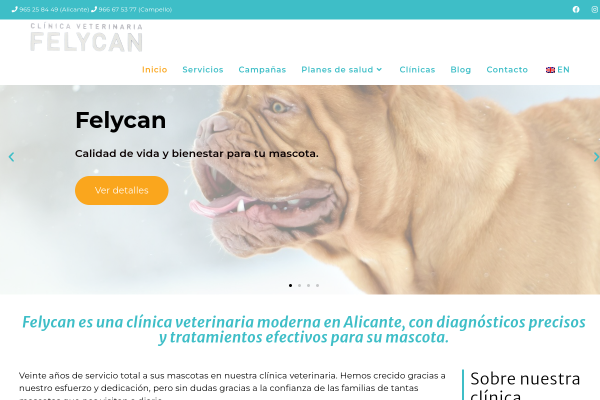 965 25 84 49 (Alicante) 966 67 53 77 (Campello)
CLÍNICA VETERINARIA
FELYCAN
Inicio Servicios Campañas Planes de salud Clínicas Blog Contacto EN
Felycan
Calidad de vida y bienestar para tu mascota.
Ver detalles
Felycan es una clínica veterinaria moderna en Alicante, con diagnósticos precisos
y tratamientos efectivos para su mascota.
Veinte años de servicio total a sus mascotas en nuestra clínica veterinaria. Hemos crecido gracias a
nuestro esfuerzo y dedicación, pero sin dudas gracias a la confianza de las familias de tantas
Sobre nuestra
clínica